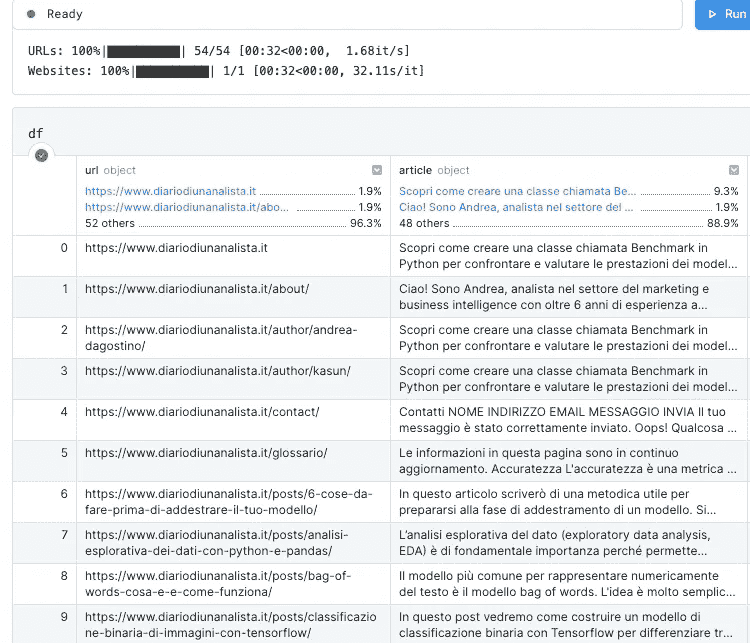 Ready
Run
URLs: 100%|██████████| 54/54 [00:32<00:00,  1.68it/s]
Websites: 100%|██████████| 1/1 [00:32<00:00, 32.11s/it]
df
url object
https://www.diariodiunanalista.it 1.9%
https://www.diariodiunanalista.it/abo... 1.9%
52 others 96.3%
article object
Scopri come creare una classe chiamata Be... 9.3%
Ciao! Sono Andrea, analista nel settore del ... 1.9%
48 others 88.9%
0
https://www.diariodiunanalista.it
Scopri come creare una classe chiamata Benchmark in
Python per confrontare e valutare le prestazioni dei model...
1
https://www.diariodiunanalista.it/about/
Ciao! Sono Andrea, analista nel settore del marketing e
business intelligence con oltre 6 anni di esperienza a...
2
https://www.diariodiunanalista.it/author/andrea-
dagostino/
Scopri come creare una classe chiamata Benchmark in
Python per confrontare e valutare le prestazioni dei model...
3
https://www.diariodiunanalista.it/author/kasun/
Scopri come creare una classe chiamata Benchmark in
Python per confrontare e valutare le prestazioni dei model...
4
https://www.diariodiunanalista.it/contact/
Contatti NOME INDIRIZZO EMAIL MESSAGGIO INVIA Il tuo
messaggio è stato correttamente inviato. Oops! Qualcosa ...
5
https://www.diariodiunanalista.it/glossario/
Le informazioni in questa pagina sono in continuo
aggiornamento. Accuratezza L'accuratezza è una metrica ...
6
https://www.diariodiunanalista.it/posts/6-cose-da-
fare-prima-di-addestrare-il-tuo-modello/
In questo articolo scriverò di una metodica utile per
prepararsi alla fase di addestramento di un modello. Si...
7
https://www.diariodiunanalista.it/posts/analisi-
esplorativa-dei-dati-con-python-e-pandas/
L’analisi esplorativa del dato (exploratory data analysis,
EDA) è di fondamentale importanza perché permette...
8
https://www.diariodiunanalista.it/posts/bag-of-
words-cosa-e-e-come-funziona/
Il modello più comune per rappresentare numericamente
del testo è il modello bag of words. L'idea è molto semplic...
9
https://www.diariodiunanalista.it/posts/classificazio
ne-binaria-di-immagini-con-tensorflow/
In questo post vedremo come costruire un modello di
classificazione binaria con Tensorflow per differenziare tr...